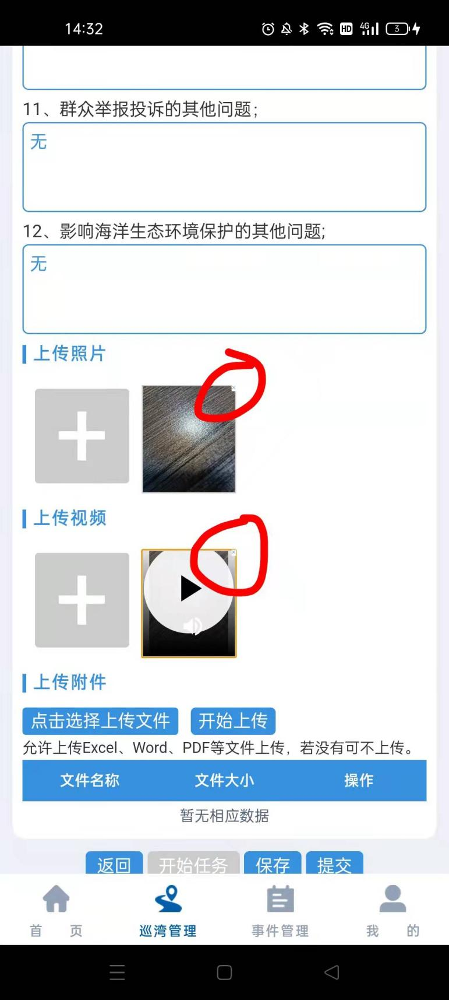 14:32
HD 4G 3
11、群众举报投诉的其他问题；
无
12、影响海洋生态环境保护的其他问题;
无
上传照片
上传视频
上传附件
点击选择上传文件 开始上传
允许上传Excel、Word、PDF等文件上传，若没有可不上传。
文件名称 文件大小 操作
暂无相应数据
返回 开始任务 保存 提交
首 页 巡湾管理 事件管理 我 的